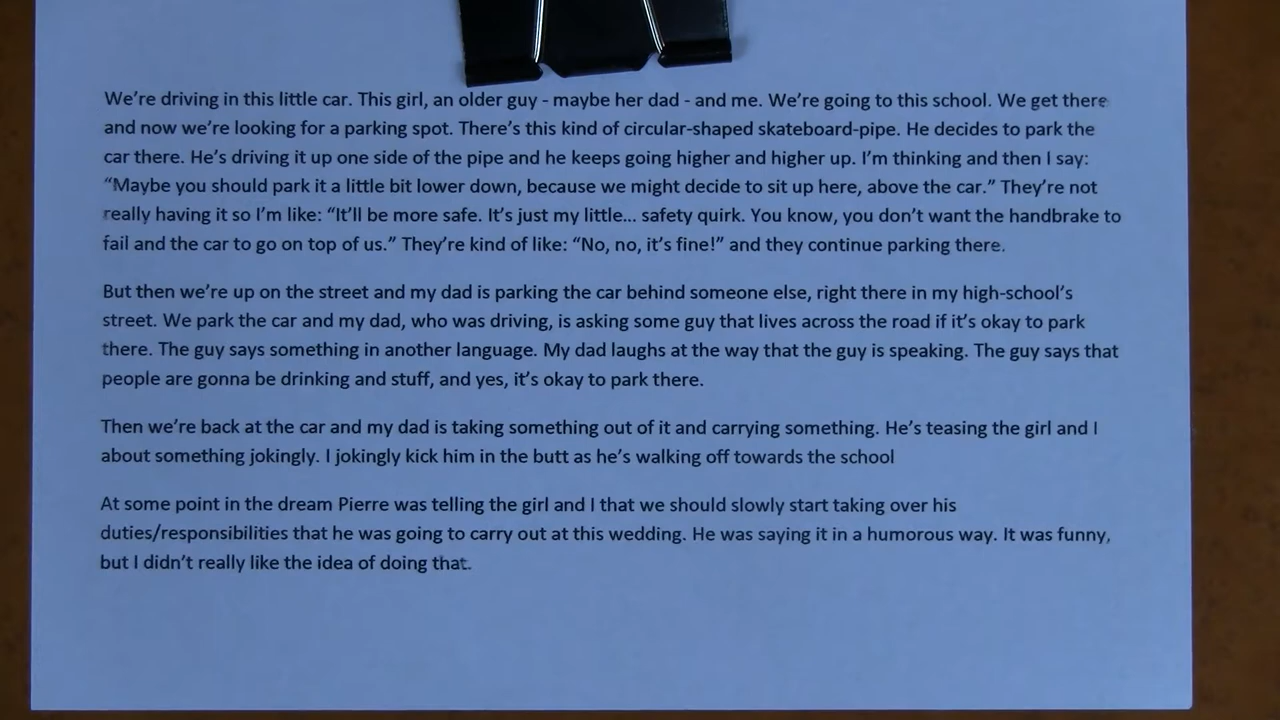 We’re driving in this little car. This girl, an older guy - maybe her dad - and me. We’re going to this school. We get there
and now we’re looking for a parking spot. There’s this kind of circular-shaped skateboard-pipe. He decides to park the
car there. He’s driving it up one side of the pipe and he keeps going higher and higher up. I’m thinking and then I say:
“Maybe you should park it a little bit lower down, because we might decide to sit up here, above the car.” They’re not
really having it so I’m like: “It’ll be more safe. It’s just my little... safety quirk. You know, you don’t want the handbrake to
fail and the car to go on top of us.” They’re kind of like: “No, no, it’s fine!” and they continue parking there.
But then we’re up on the street and my dad is parking the car behind someone else, right there in my high-school’s
street. We park the car and my dad, who was driving, is asking some guy that lives across the road if it’s okay to park
there. The guy says something in another language. My dad laughs at the way that the guy is speaking. The guy says that
people are gonna be drinking and stuff, and yes, it’s okay to park there.
Then we’re back at the car and my dad is taking something out of it and carrying something. He’s teasing the girl and I
about something jokingly. I jokingly kick him in the butt as he’s walking off towards the school
At some point in the dream Pierre was telling the girl and I that we should slowly start taking over his
duties/responsibilities that he was going to carry out at this wedding. He was saying it in a humorous way. It was funny,
but I didn’t really like the idea of doing that.